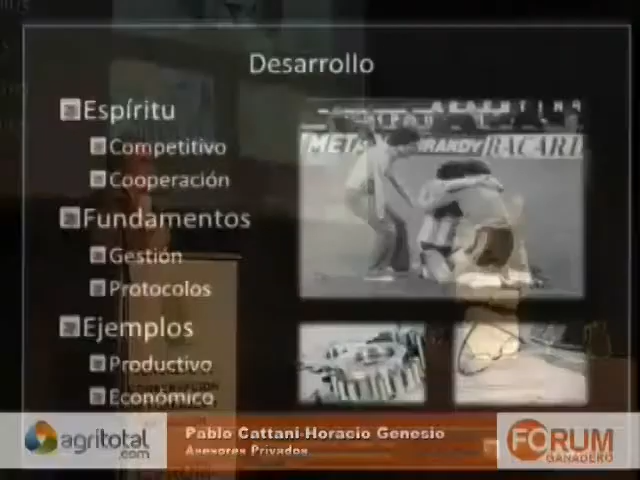 Desarrollo
Espíritu
Competitivo
Cooperación
Fundamentos
Gestión
Protocolos
Ejemplos
Productivo
Económico
ARGENTINA
BACARDI
agritotal
.com
Pablo Cattani-Horacio Genesio
Asesores Privados
FORUM
GANADERO